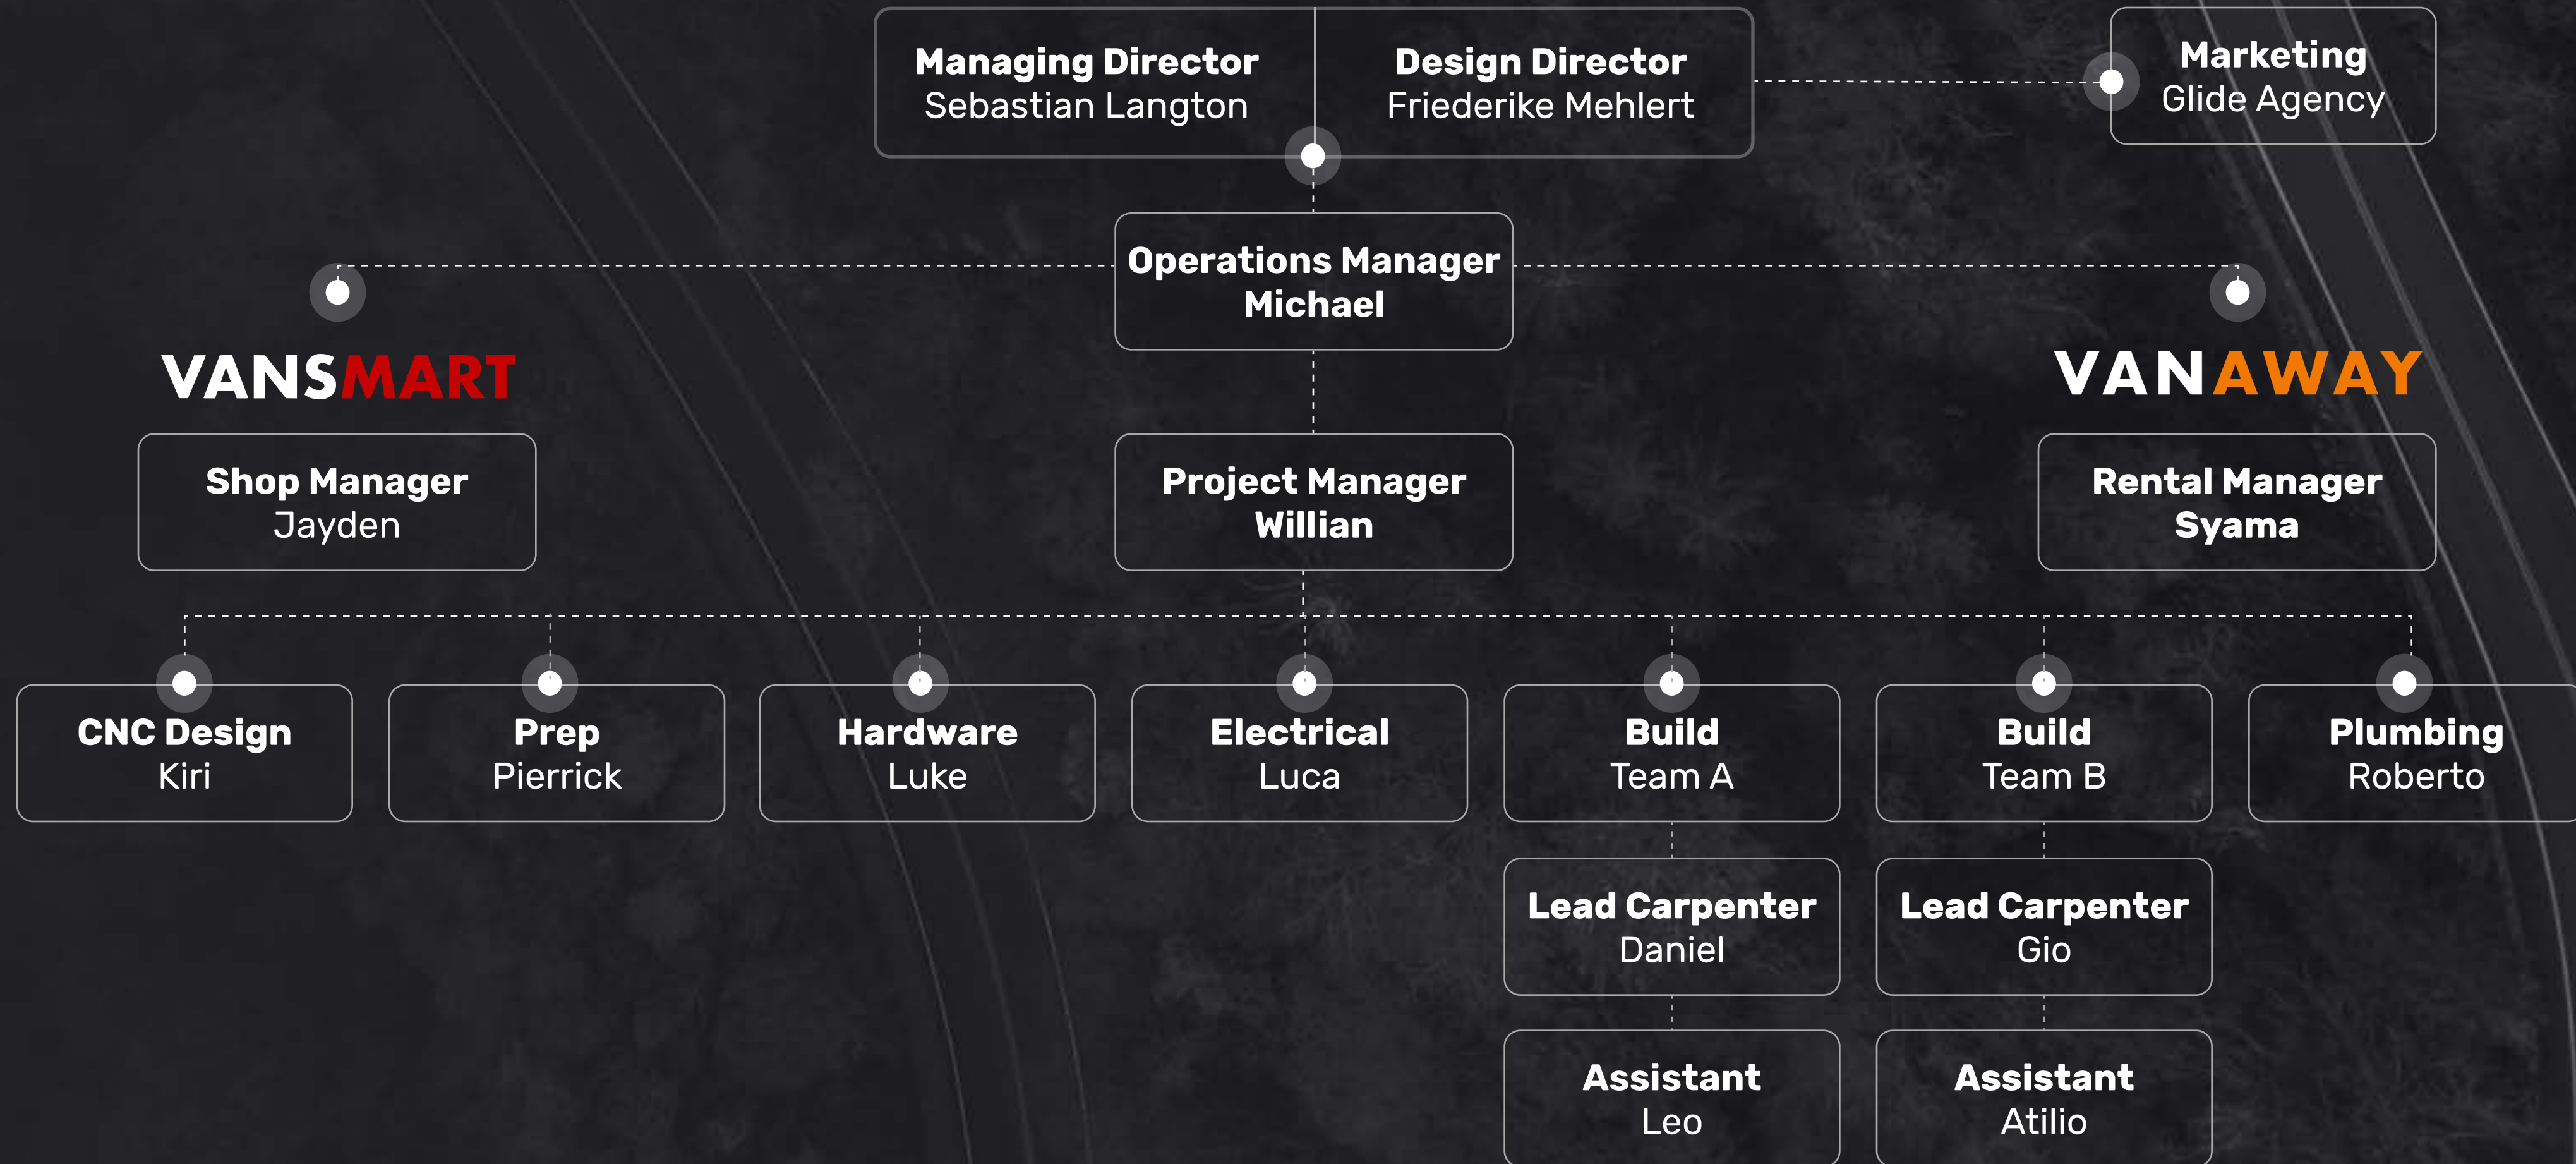 Managing Director
Sebastian Langton
Design Director
Friederike Mehlert
Marketing
Glide Agency
Operations Manager
Michael
VANSMART
VANAWAY
Shop Manager
Jayden
Project Manager
Willian
Rental Manager
Syama
CNC Design
Kiri
Prep
Pierrick
Hardware
Luke
Electrical
Luca
Build
Team A
Build
Team B
Plumbing
Roberto
Lead Carpenter
Daniel
Lead Carpenter
Gio
Assistant
Leo
Assistant
Atilio